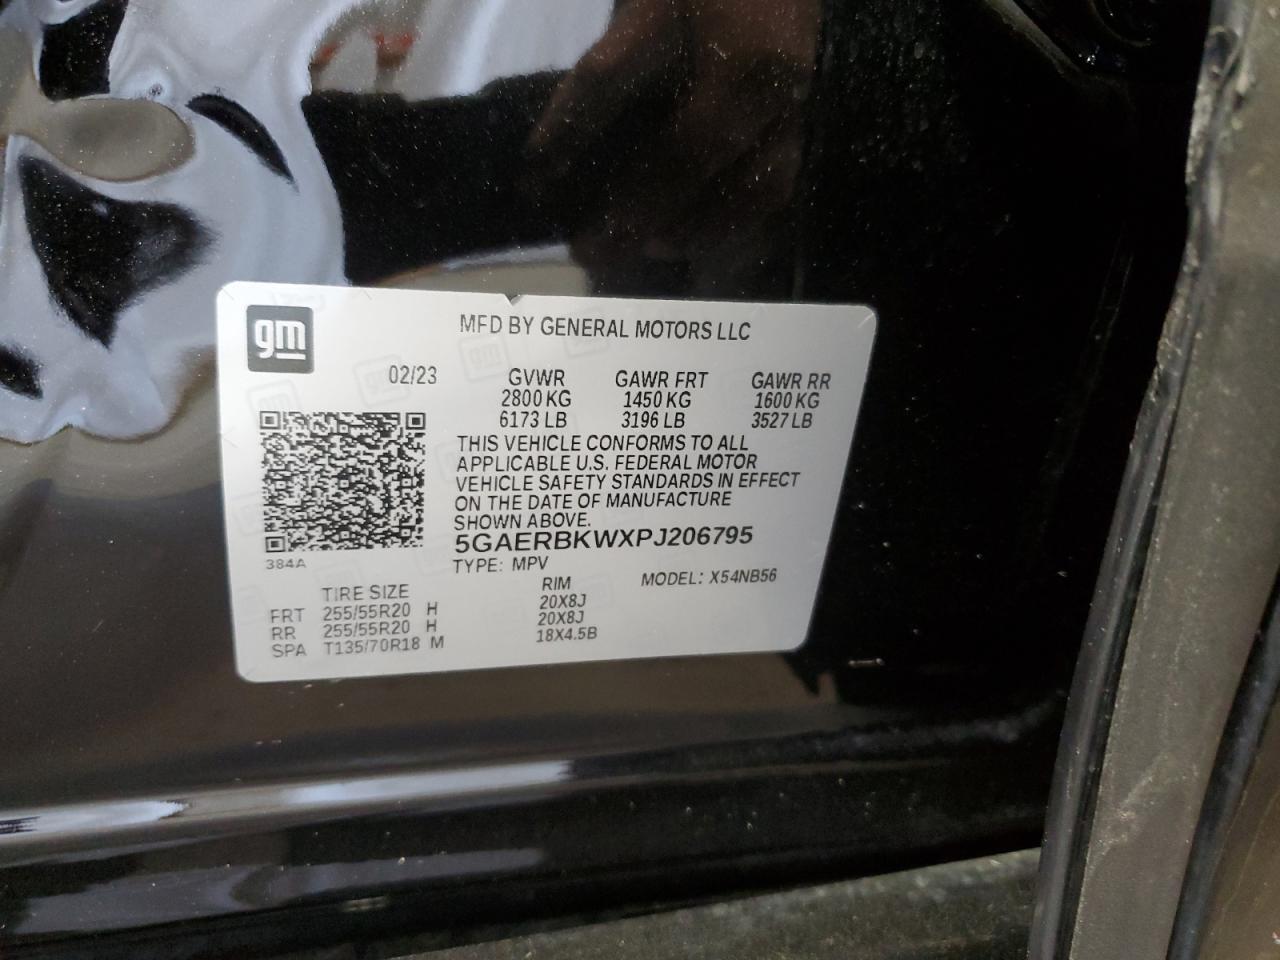 gm
MFD BY GENERAL MOTORS LLC
02/23 GVWR GAWR FRT GAWR RR
2800 KG 1450 KG 1600 KG
6173 LB 3196 LB 3527 LB
THIS VEHICLE CONFORMS TO ALL
APPLICABLE U.S. FEDERAL MOTOR
VEHICLE SAFETY STANDARDS IN EFFECT
ON THE DATE OF MANUFACTURE
SHOWN ABOVE.
5GAERBKWXPJ206795
384A
TYPE: MPV MODEL: X54NB56
TIRE SIZE RIM
FRT 255/55R20 H 20X8J
RR 255/55R20 H 20X8J
SPA T135/70R18 M 18X4.5B